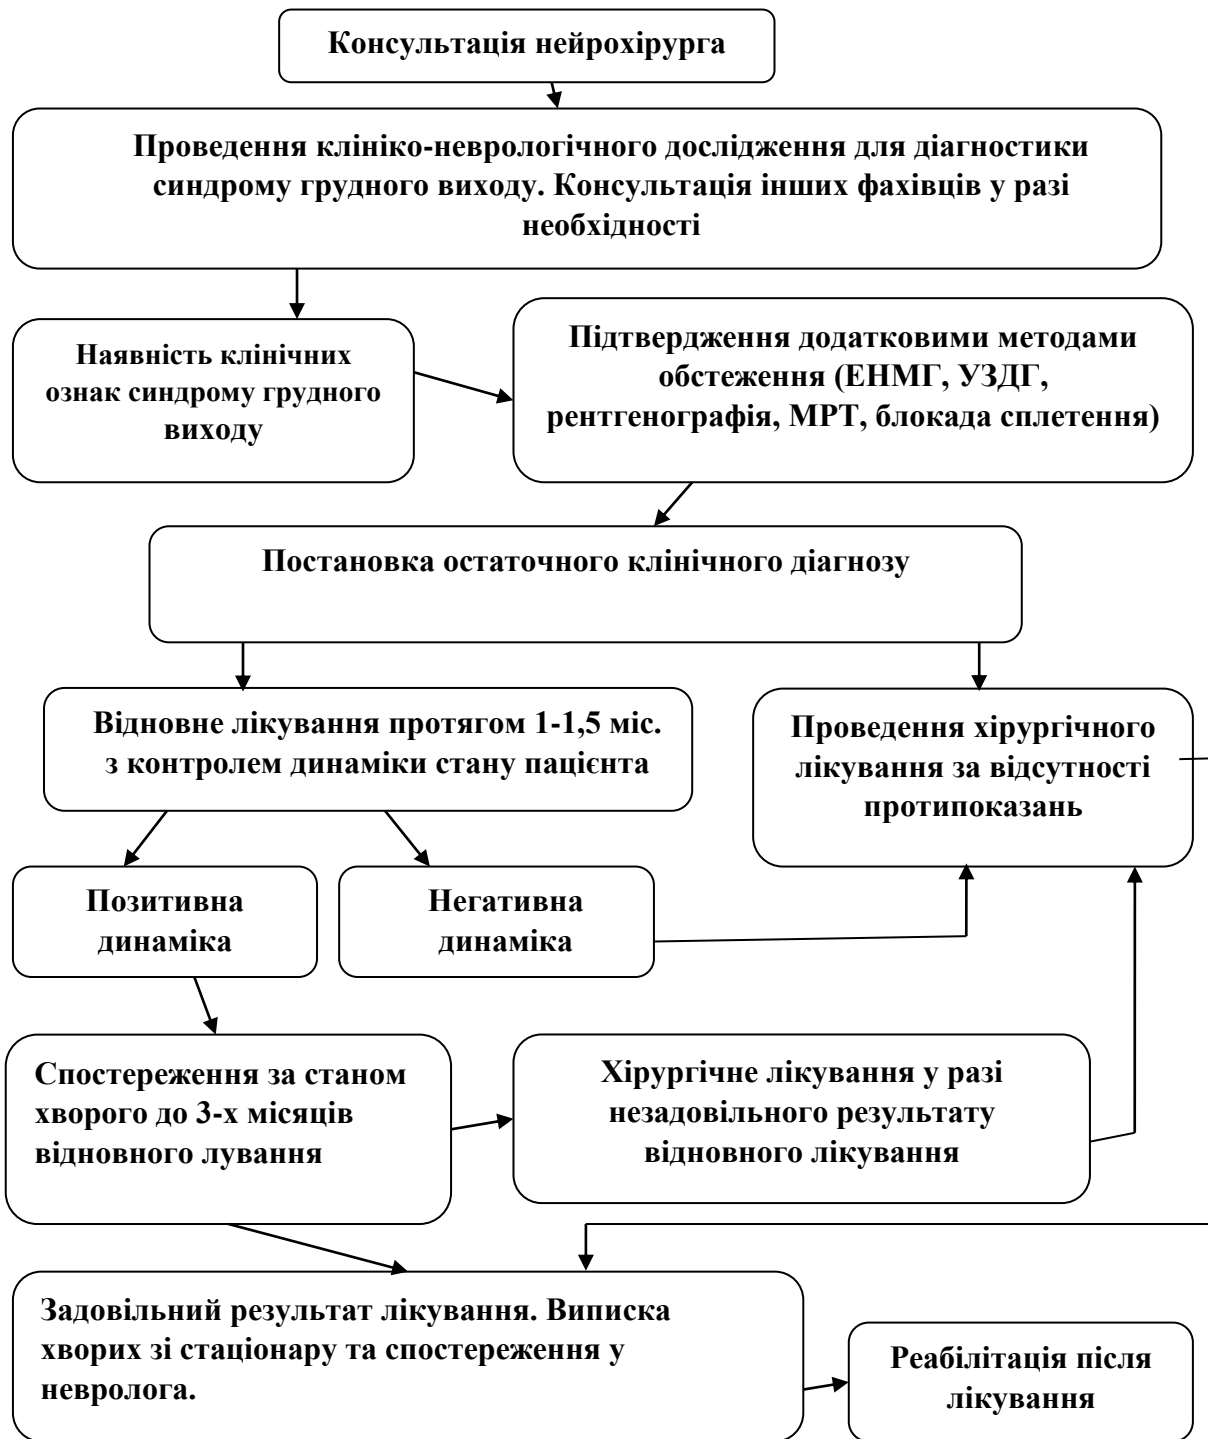 Консультація нейрохірурга
Проведення клініко-неврологічного дослідження для діагностики
синдрому грудного виходу. Консультація інших фахівців у разі
необхідності
Наявність клінічних
ознак синдрому грудного
виходу
Підтвердження додатковими методами
обстеження (ЕНМГ, УЗДГ,
рентгенографія, МРТ, блокада сплетення)
Постановка остаточного клінічного діагнозу
Відновне лікування протягом 1-1,5 міс.
з контролем динаміки стану пацієнта
Проведення хірургічного
лікування за відсутності
протипоказань
Позитивна
динаміка
Негативна
динаміка
Спостереження за станом
хворого до 3-х місяців
відновного лування
Хірургічне лікування у разі
незадовільного результату
відновного лікування
Задовільний результат лікування. Виписка
хворих зі стаціонару та спостереження у
невролога.
Реабілітація після
лікування